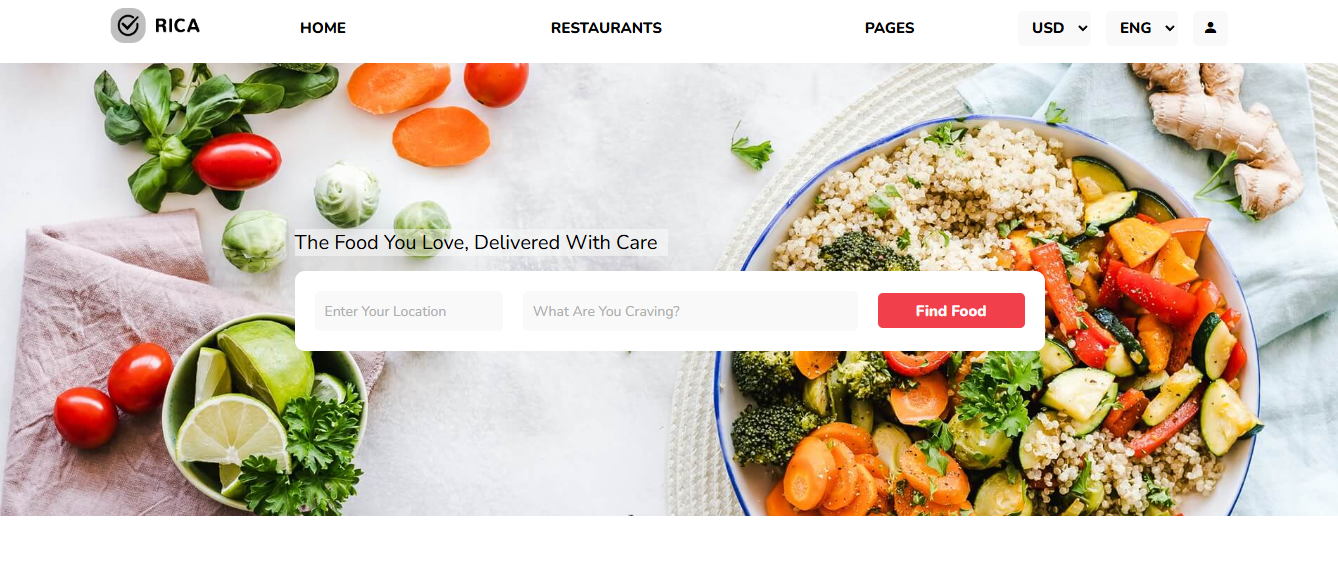 RICA
HOME
RESTAURANTS
PAGES
USD
ENG
The Food You Love, Delivered With Care
Enter Your Location
What Are You Craving?
Find Food